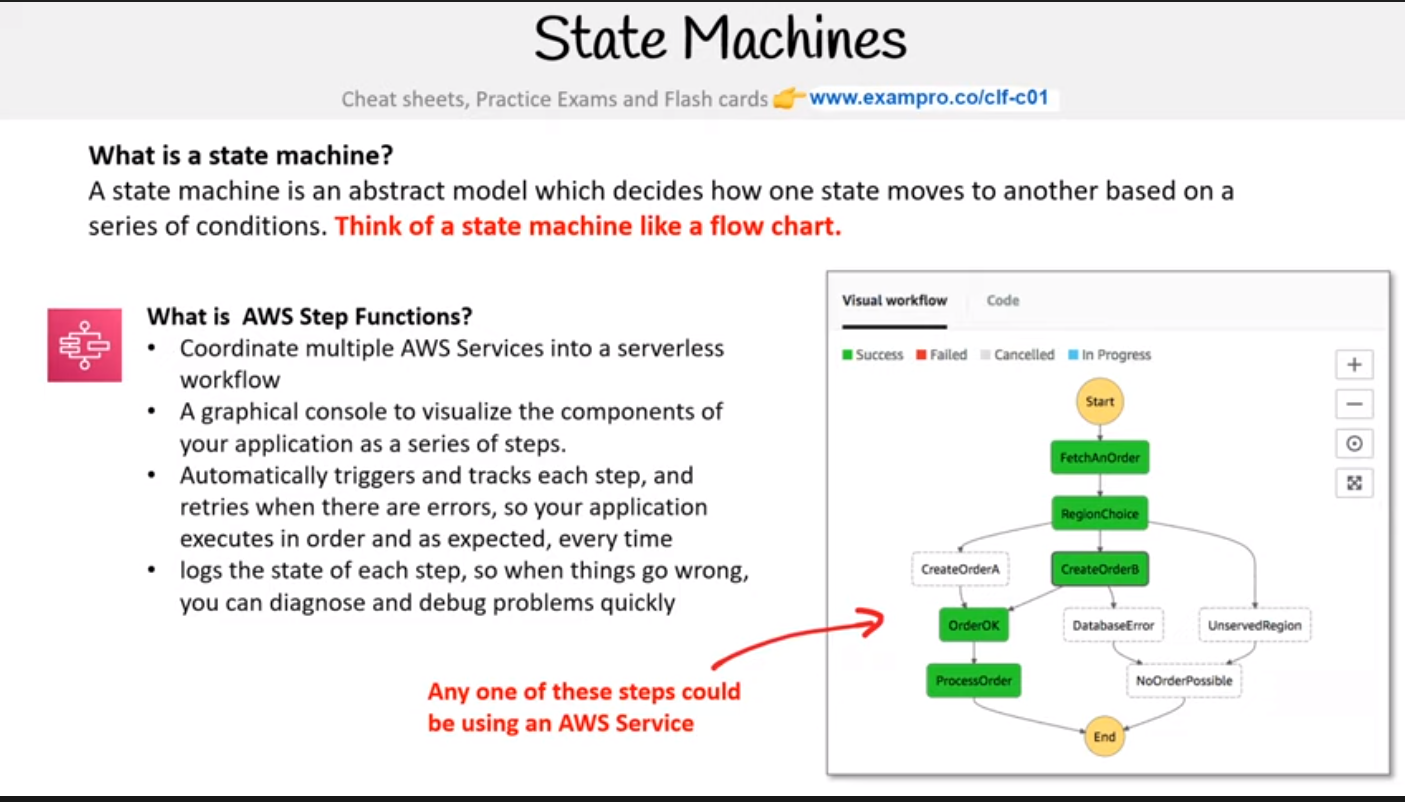 State Machines
Cheat sheets, Practice Exams and Flash cards 👉 www.exampro.co/clf-c01
What is a state machine?
A state machine is an abstract model which decides how one state moves to another based on a
series of conditions. Think of a state machine like a flow chart.
What is  AWS Step Functions?
• Coordinate multiple AWS Services into a serverless
workflow
• A graphical console to visualize the components of
your application as a series of steps.
• Automatically triggers and tracks each step, and
retries when there are errors, so your application
executes in order and as expected, every time
• logs the state of each step, so when things go wrong,
you can diagnose and debug problems quickly
Any one of these steps could
be using an AWS Service
Visual workflow Code
Success Failed Cancelled In Progress
Start
FetchAnOrder
RegionChoice
CreateOrderA CreateOrderB
OrderOK DatabaseError UnservedRegion
ProcessOrder NoOrderPossible
End